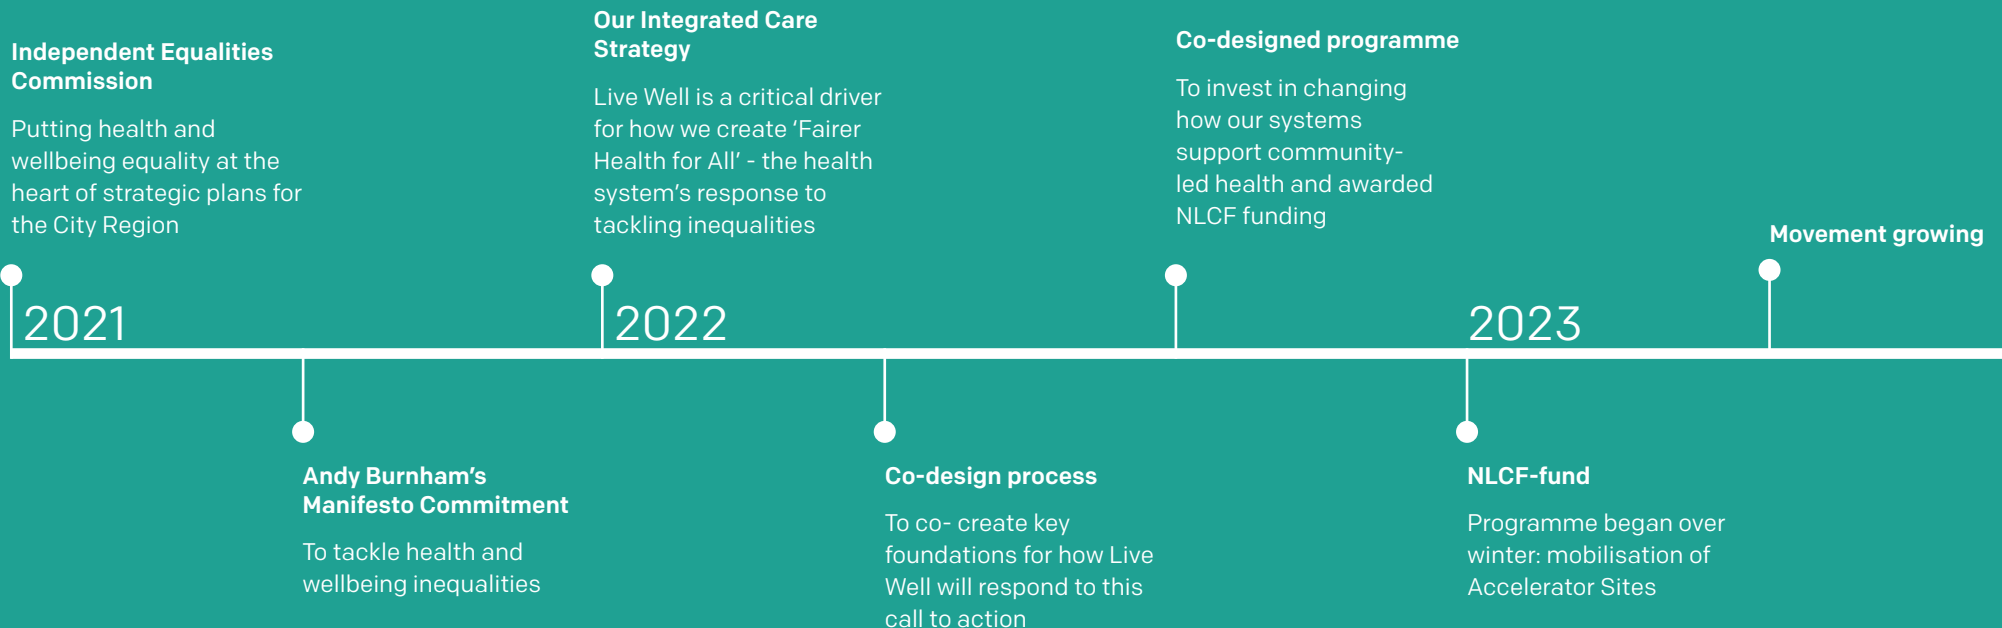 Independent Equalities
Commission
Putting health and
wellbeing equality at the
heart of strategic plans for
the City Region
2021
Andy Burnham's
Manifesto Commitment
To tackle health and
wellbeing inequalities
Our Integrated Care
Strategy
Live Well is a critical driver
for how we create ‘Fairer
Health for All’ - the health
system’s response to
tackling inequalities
2022
Co-design process
To co- create key
foundations for how Live
Well will respond to this
call to action
Co-designed programme
To invest in changing
how our systems
support community-
led health and awarded
NLCF funding
2023
NLCF-fund
Programme began over
winter: mobilisation of
Accelerator Sites
Movement growing